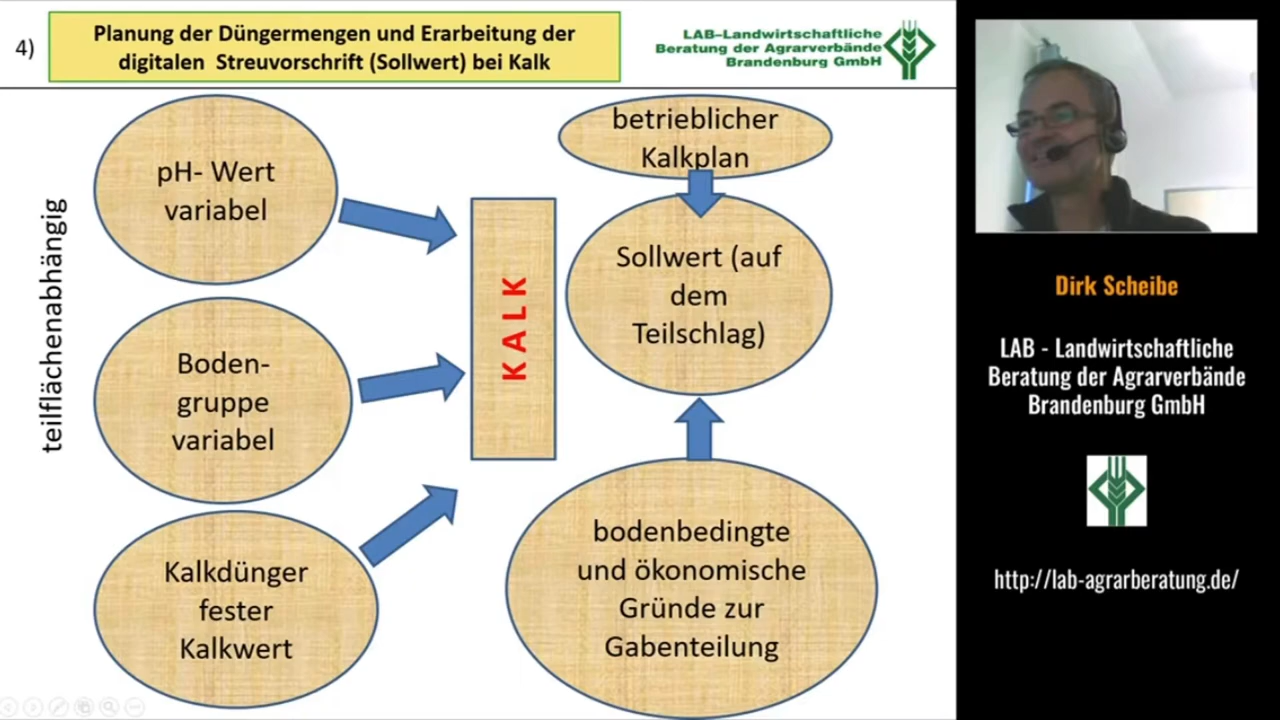 4)
Planung der Düngermengen und Erarbeitung der
digitalen Streuvorschrift (Sollwert) bei Kalk
LAB–Landwirtschaftliche
Beratung der Agrarverbände
Brandenburg GmbH
teilflächenabhängig
pH- Wert
variabel
Boden-
gruppe
variabel
Kalkdünger
fester
Kalkwert
K A L K
betrieblicher
Kalkplan
Sollwert (auf
dem
Teilschlag)
bodenbedingte
und ökonomische
Gründe zur
Gabenteilung
Dirk Scheibe
LAB - Landwirtschaftliche
Beratung der Agrarverbände
Brandenburg GmbH
http://lab-agrarberatung.de/